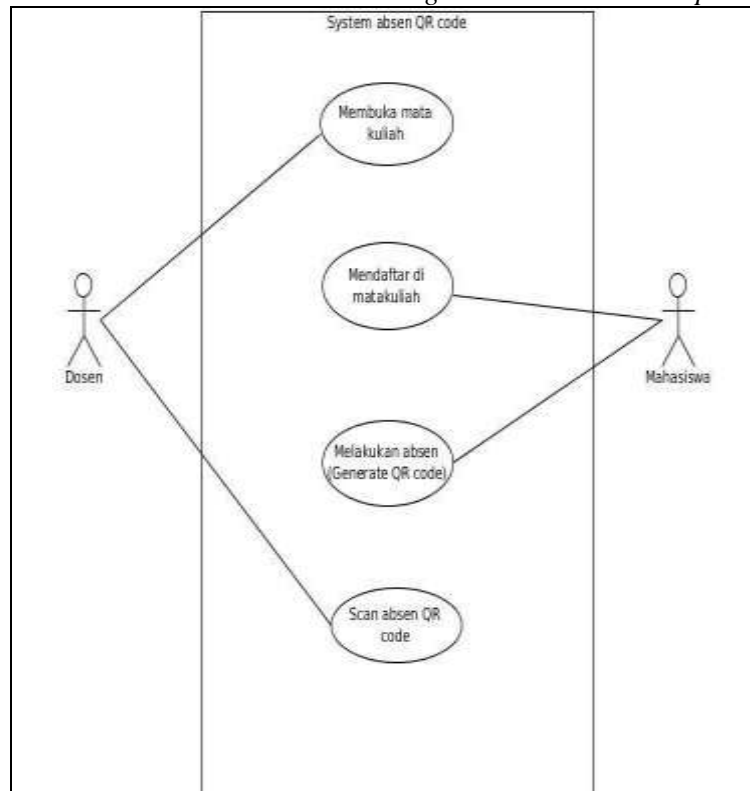 System absen QR code
Membuka mata
kuliah
Mendaftar di
matakuliah
Dosen
Mahasiswa
Melakukan absen
(Generate QR code)
Scan absen QR
code